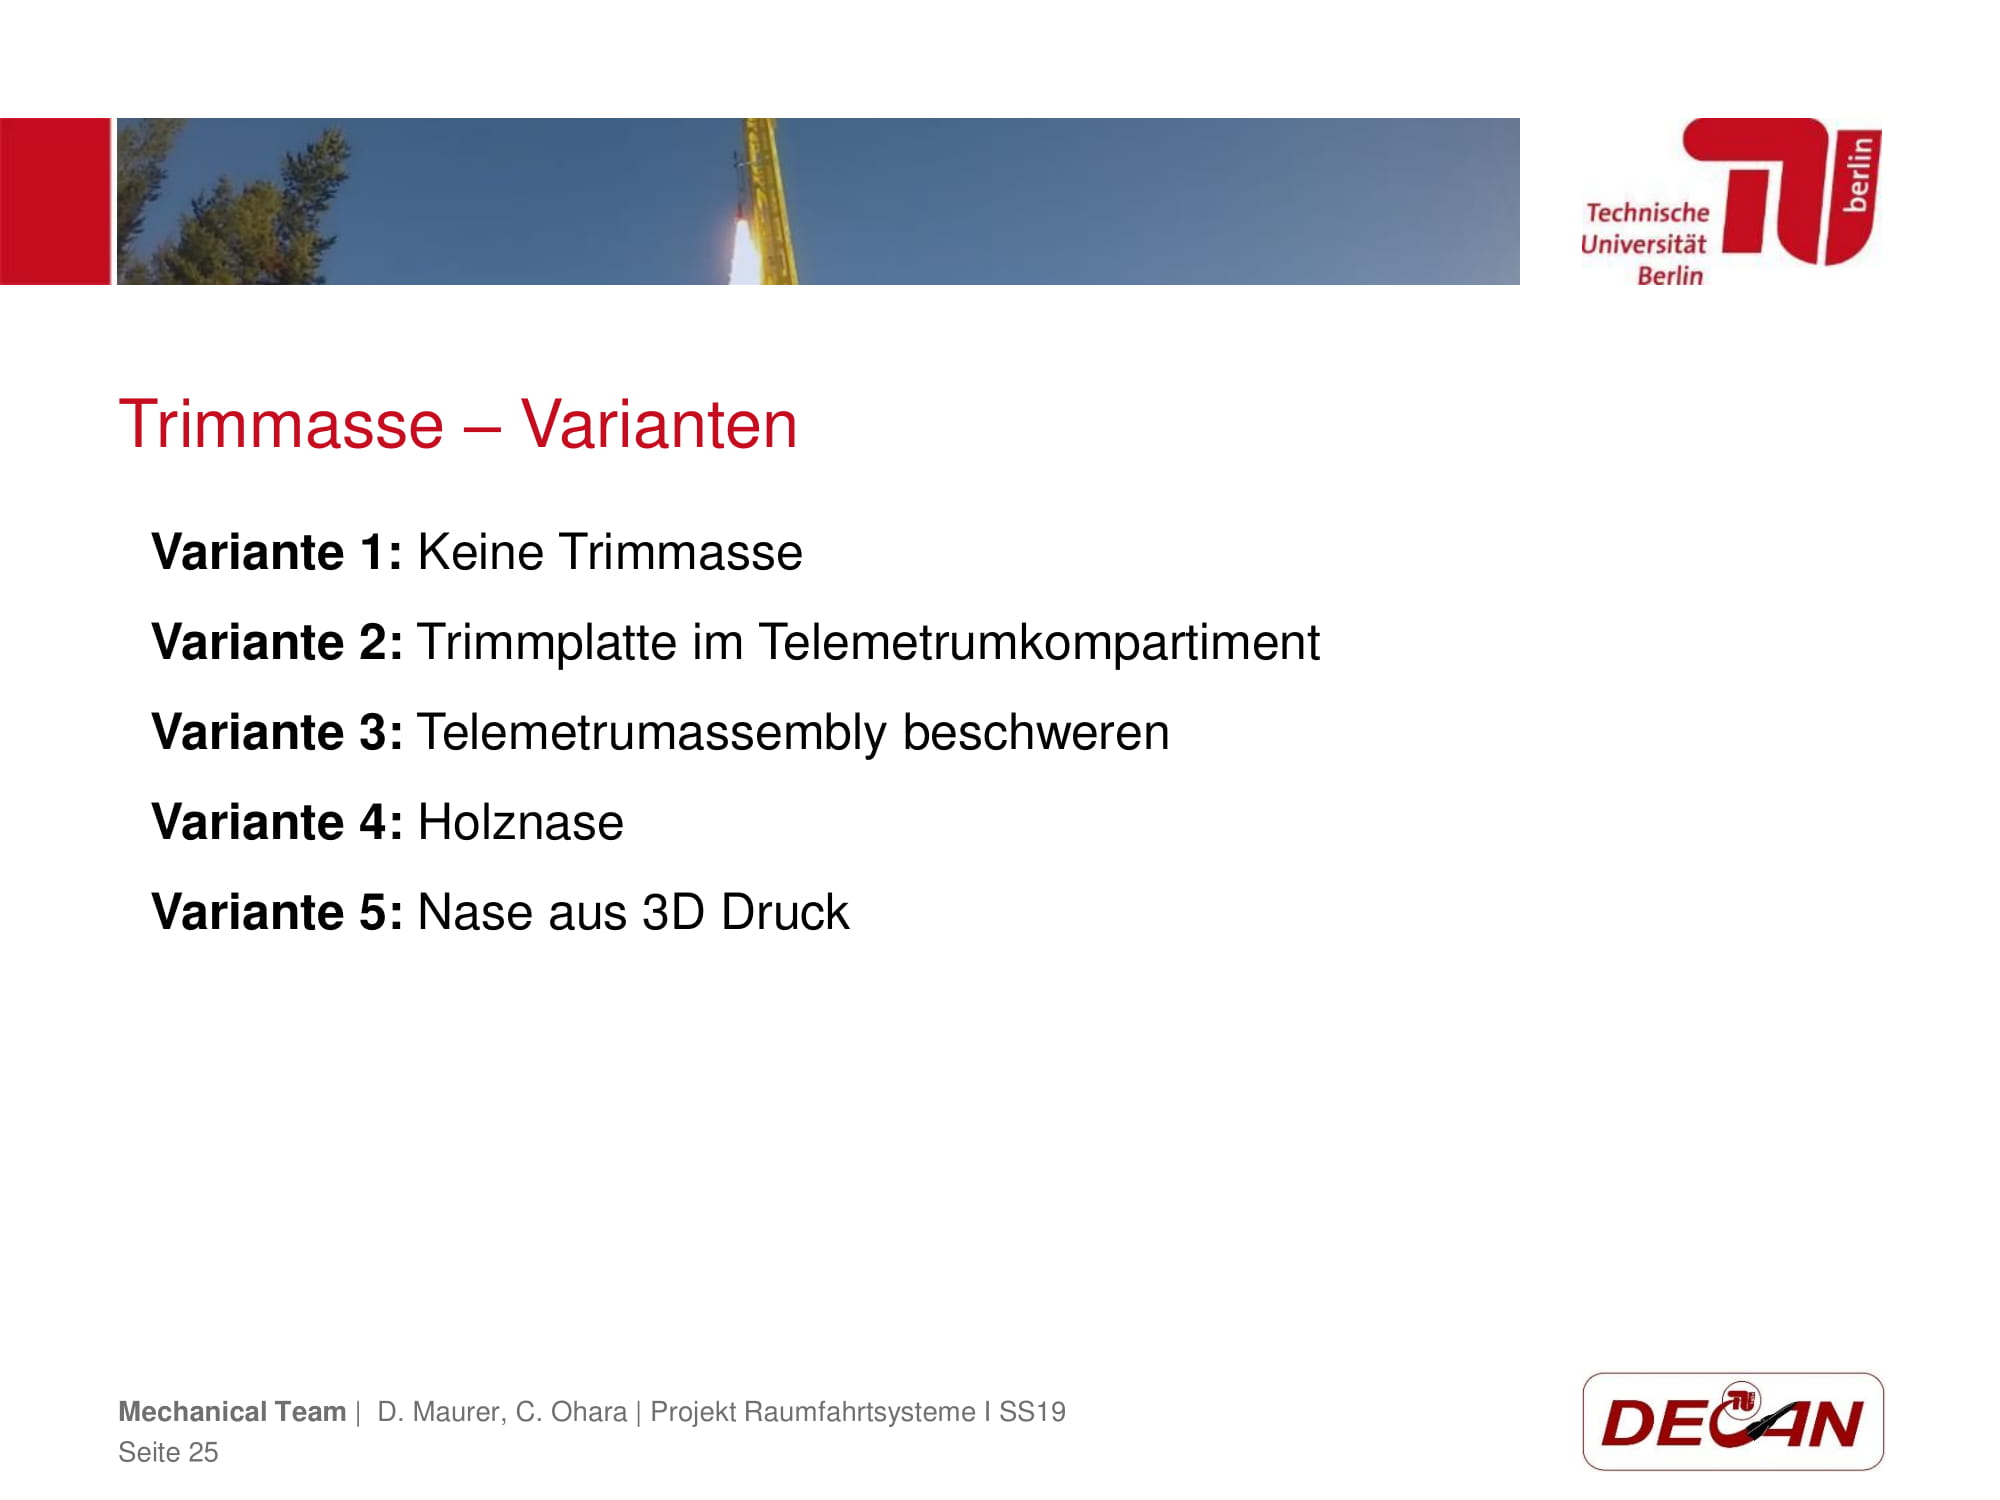 Technische
Universität
Berlin
berlin
Trimmasse – Varianten
Variante 1: Keine Trimmasse
Variante 2: Trimmplatte im Telemetrumkompartiment
Variante 3: Telemetrumassembly beschweren
Variante 4: Holznase
Variante 5: Nase aus 3D Druck
Mechanical Team | D. Maurer, C. Ohara | Projekt Raumfahrtsysteme I SS19
Seite 25
DECAN